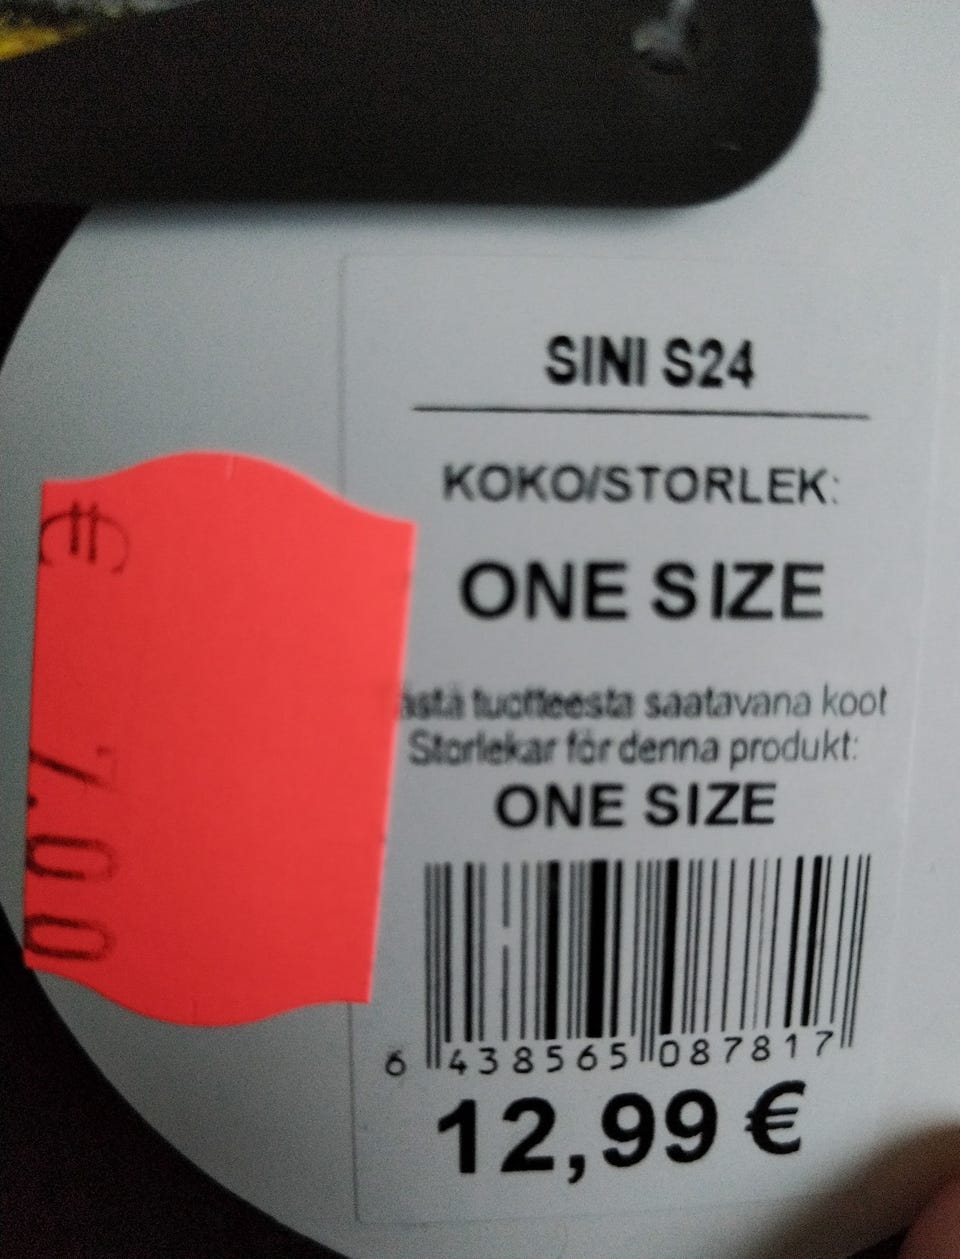 SINI S24
KOKO/STORLEK:
ONE SIZE
ästä tuotteesta saatavana koot
Storlekar för denna produkt:
ONE SIZE
6 438565 087817
12,99 €
€ 7.00